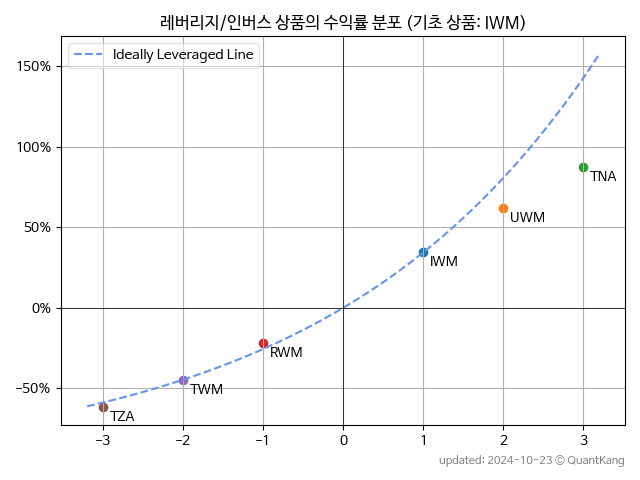 레버리지/인버스 상품의 수익률 분포 (기초 상품: IWM)
Ideally Leveraged Line
150%
100%
50%
0%
−50%
TNA
UWM
IWM
RWM
TWM
TZA
−3 −2 −1 0 1 2 3
updated: 2024-10-23 © QuantKang